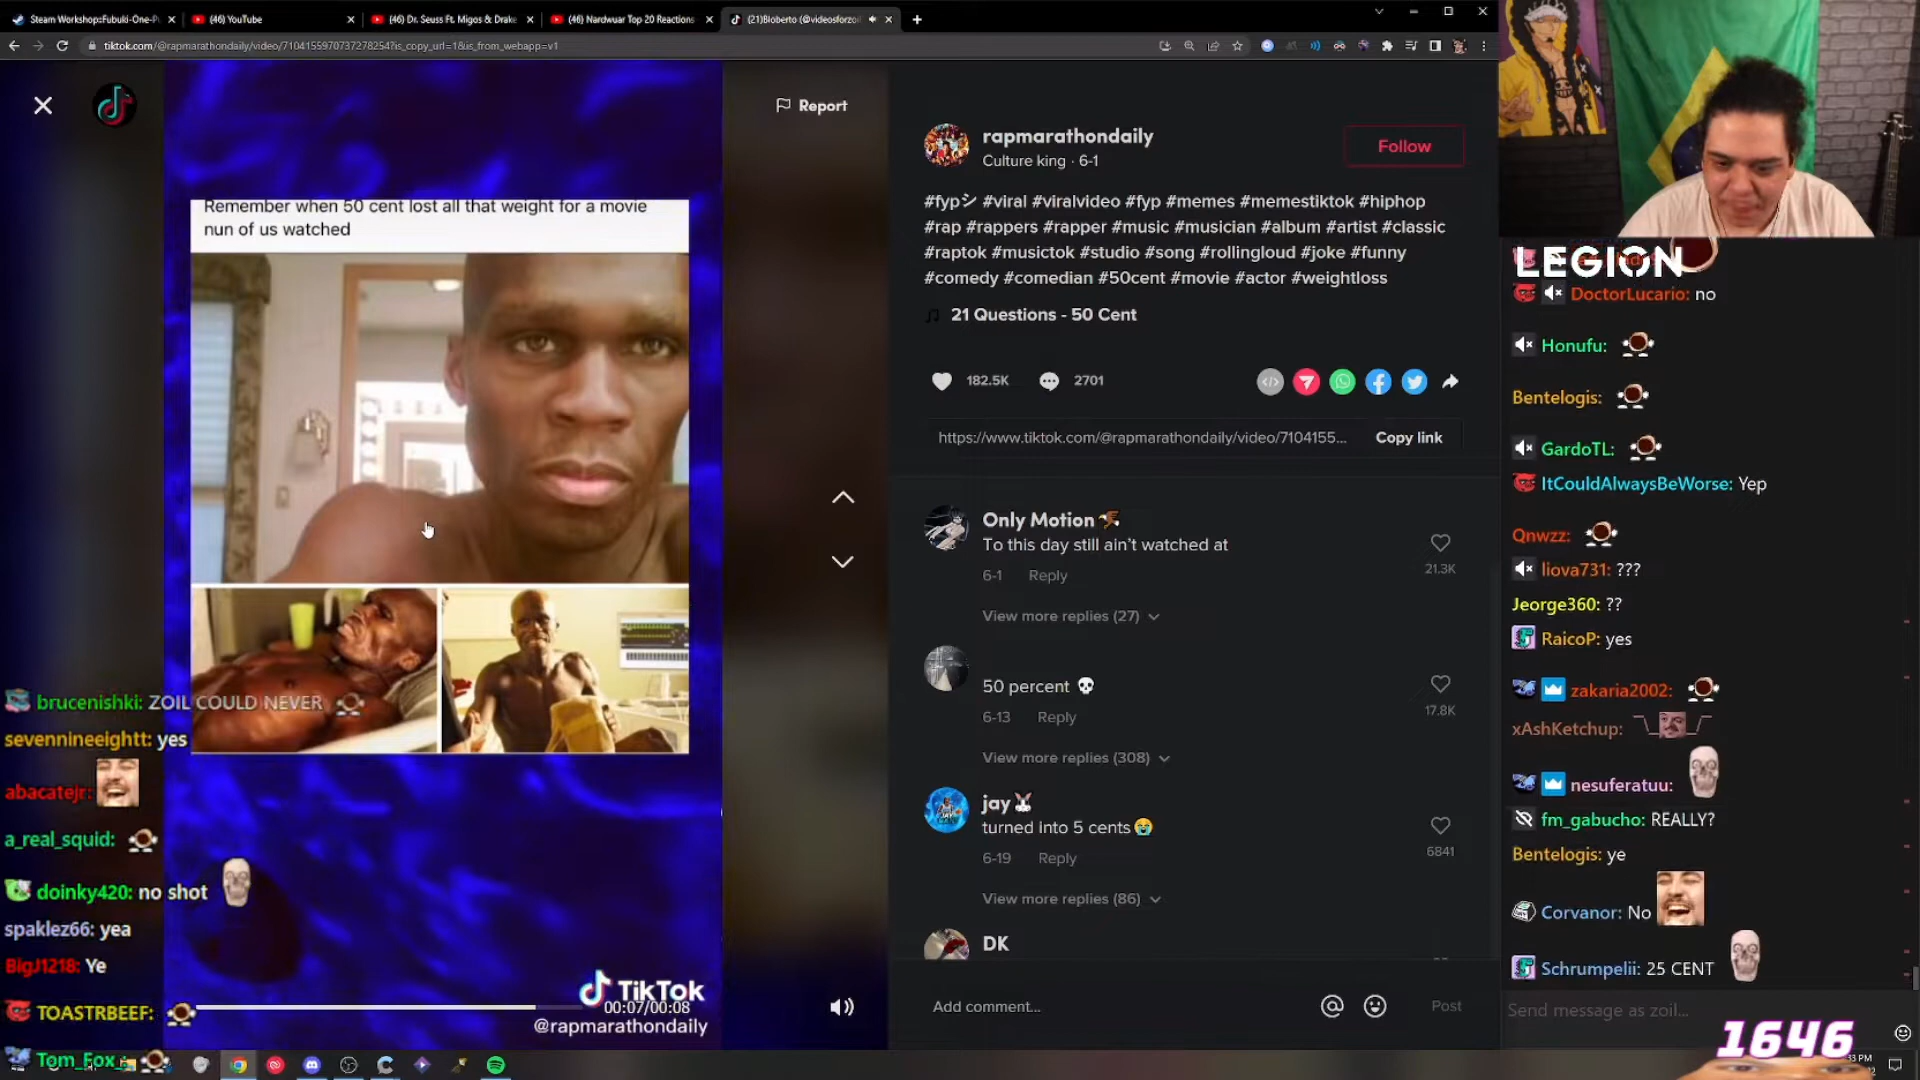 Steam Workshop::Fubuki-One-Pu
(46) YouTube
(46) Dr. Seuss Ft. Migos & Drake
(46) Nardwuar Top 20 Reactions
(21)Bioberto (@videosforzoil
tiktok.com/@rapmarathondaily/video/7104155970737278254?is_copy_url=1&is_from_webapp=v1
Report
Remember when 50 cent lost all that weight for a movie
nun of us watched
TikTok
00:07/00:08
@rapmarathondaily
rapmarathondaily
Culture king · 6-1
Follow
#fypシ #viral #viralvideo #fyp #memes #memestiktok #hiphop
#rap #rappers #rapper #music #musician #album #artist #classic
#raptok #musictok #studio #song #rollingloud #joke #funny
#comedy #comedian #50cent #movie #actor #weightloss
21 Questions - 50 Cent
182.5K
2701
https://www.tiktok.com/@rapmarathondaily/video/7104155...
Copy link
Only Motion
To this day still ain't watched at
6-1 Reply
21.3K
View more replies (27)
50 percent 💀
6-13 Reply
17.8K
View more replies (308)
jay
turned into 5 cents 😭
6-19 Reply
6841
View more replies (86)
DK
Add comment...
Post
brucenishki: ZOIL COULD NEVER
sevennineeightt: yes
abacatejr:
a_real_squid:
doinky420: no shot
spaklez66: yea
BigJ1218: Ye
TOASTRBEEF:
Tom_Fox_:
LEGION
DoctorLucario: no
Honufu:
Bentelogis:
GardoTL:
ItCouldAlwaysBeWorse: Yep
Qnwzz:
liova731: ???
Jeorge360: ??
RaicoP: yes
zakaria2002:
xAshKetchup:
nesuferatuu:
fm_gabucho: REALLY?
Bentelogis: ye
Corvanor: No
Schrumpelii: 25 CENT
Send message as zoil...
1646